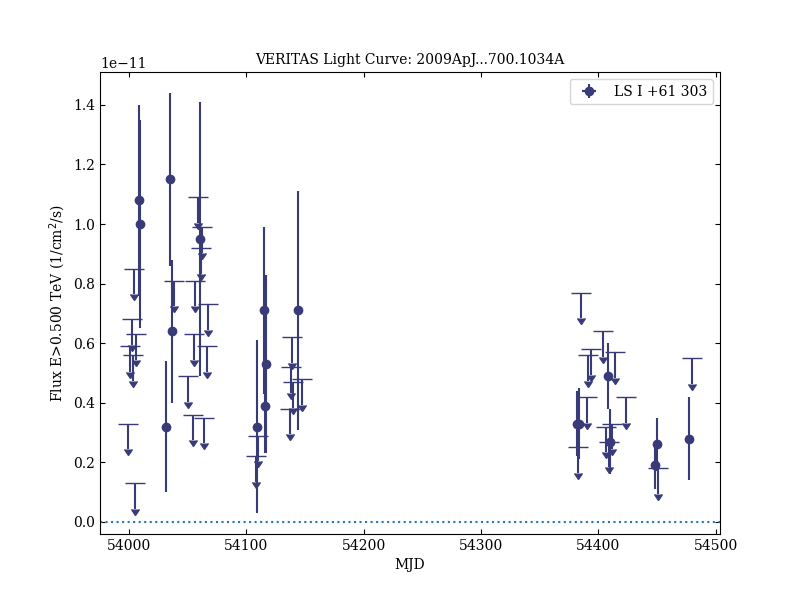 VERITAS Light Curve: 2009ApJ...700.1034A
1e−11
LS I +61 303
1.4
1.2
1.0
0.8
0.6
0.4
0.2
0.0
Flux E>0.500 TeV (1/cm²/s)
54000 54100 54200 54300 54400 54500
MJD